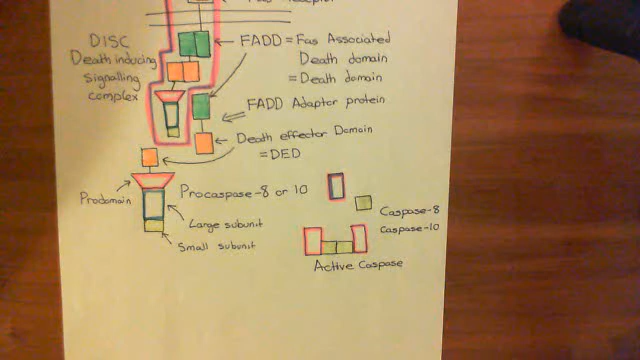 DISC
Death inducing
signalling
complex
FADD = Fas Associated
Death domain
= Death domain
FADD Adaptor protein
Death effector Domain
= DED
Prodomain
Procaspase-8 or 10
Large subunit
Small subunit
Caspase-8
Caspase-10
Active Caspase